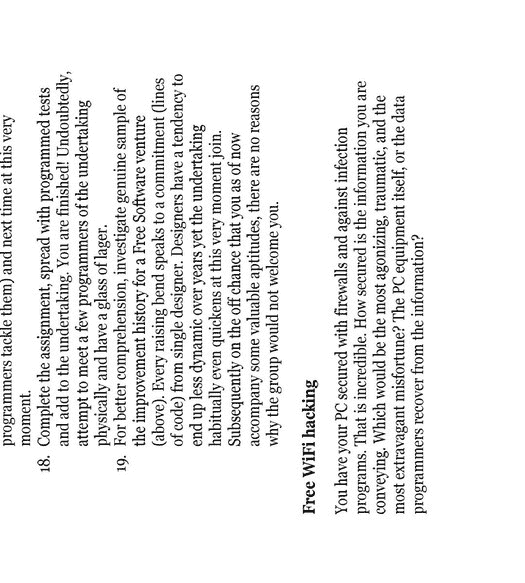 programmers tackle them) and next time at this very
moment.
18. Complete the assignment, spread with programmed tests
and add to the undertaking. You are finished! Undoubtedly,
attempt to meet a few programmers of the undertaking
physically and have a glass of lager.
19. For better comprehension, investigate genuine sample of
the improvement history for a Free Software venture
(above). Every raising bend speaks to a commitment (lines
of code) from single designer. Designers have a tendency to
end up less dynamic over years yet the undertaking
habitually even quickens at this very moment join.
Subsequently on the off chance that you as of now
accompany some valuable aptitudes, there are no reasons
why the group would not welcome you.
Free WiFi hacking
You have your PC secured with firewalls and against infection
programs. That is incredible. How secured is the information you are
conveying. Which would be the most agonizing, traumatic, and the
most extravagant misfortune? The PC equipment itself, or the data
programmers recover from the information?